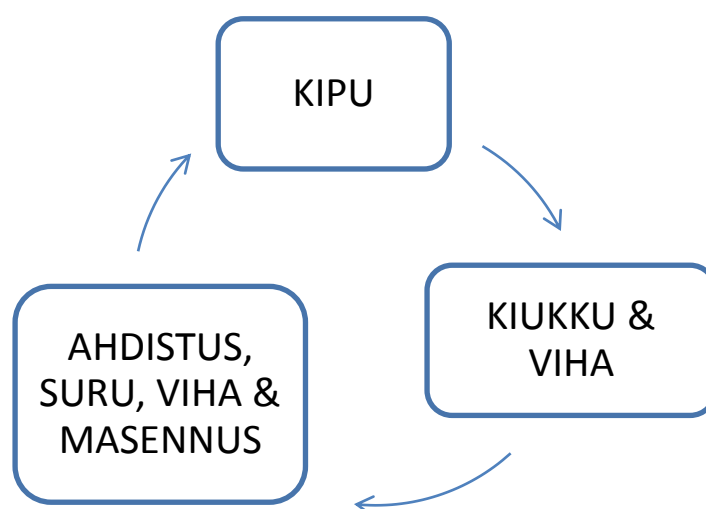 KIPU
KIUKKU &
VIHA
AHDISTUS,
SURU, VIHA &
MASENNUS